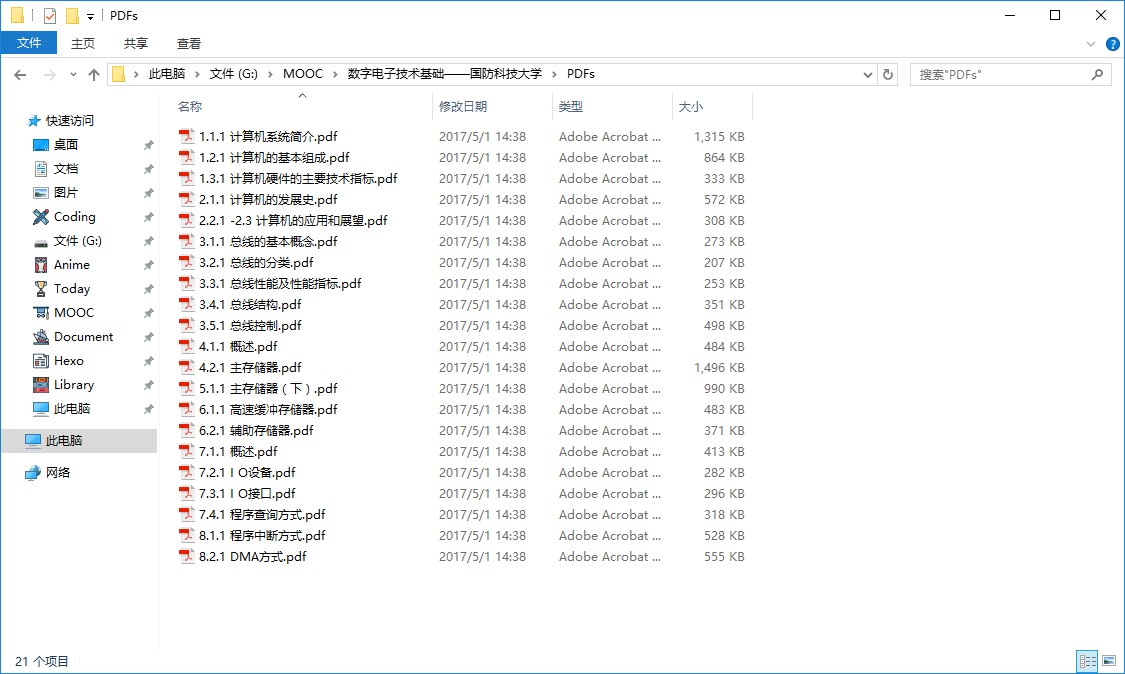 PDFs
文件 主页 共享 查看
此电脑 文件 (G:) MOOC 数字电子技术基础——国防科技大学 PDFs 搜索"PDFs"
名称 修改日期 类型 大小
快速访问
桌面
文档
图片
Coding
文件 (G:)
Anime
Today
MOOC
Document
Hexo
Library
此电脑
此电脑
网络
1.1.1 计算机系统简介.pdf 2017/5/1 14:38 Adobe Acrobat ... 1,315 KB
1.2.1 计算机的基本组成.pdf 2017/5/1 14:38 Adobe Acrobat ... 864 KB
1.3.1 计算机硬件的主要技术指标.pdf 2017/5/1 14:38 Adobe Acrobat ... 333 KB
2.1.1 计算机的发展史.pdf 2017/5/1 14:38 Adobe Acrobat ... 572 KB
2.2.1 -2.3 计算机的应用和展望.pdf 2017/5/1 14:38 Adobe Acrobat ... 308 KB
3.1.1 总线的基本概念.pdf 2017/5/1 14:38 Adobe Acrobat ... 273 KB
3.2.1 总线的分类.pdf 2017/5/1 14:38 Adobe Acrobat ... 207 KB
3.3.1 总线性能及性能指标.pdf 2017/5/1 14:38 Adobe Acrobat ... 253 KB
3.4.1 总线结构.pdf 2017/5/1 14:38 Adobe Acrobat ... 351 KB
3.5.1 总线控制.pdf 2017/5/1 14:38 Adobe Acrobat ... 498 KB
4.1.1 概述.pdf 2017/5/1 14:38 Adobe Acrobat ... 484 KB
4.2.1 主存储器.pdf 2017/5/1 14:38 Adobe Acrobat ... 1,496 KB
5.1.1 主存储器（下）.pdf 2017/5/1 14:38 Adobe Acrobat ... 990 KB
6.1.1 高速缓冲存储器.pdf 2017/5/1 14:38 Adobe Acrobat ... 483 KB
6.2.1 辅助存储器.pdf 2017/5/1 14:38 Adobe Acrobat ... 371 KB
7.1.1 概述.pdf 2017/5/1 14:38 Adobe Acrobat ... 413 KB
7.2.1 I O设备.pdf 2017/5/1 14:38 Adobe Acrobat ... 282 KB
7.3.1 I O接口.pdf 2017/5/1 14:38 Adobe Acrobat ... 296 KB
7.4.1 程序查询方式.pdf 2017/5/1 14:38 Adobe Acrobat ... 318 KB
8.1.1 程序中断方式.pdf 2017/5/1 14:38 Adobe Acrobat ... 528 KB
8.2.1 DMA方式.pdf 2017/5/1 14:38 Adobe Acrobat ... 555 KB
21 个项目